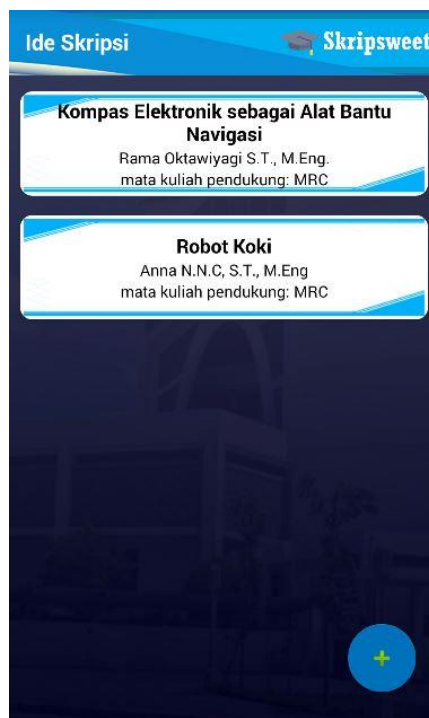 Ide Skripsi
Skripsweet
Kompas Elektronik sebagai Alat Bantu
Navigasi
Rama Oktawiyagi S.T., M.Eng.
mata kuliah pendukung: MRC
Robot Koki
Anna N.N.C, S.T., M.Eng
mata kuliah pendukung: MRC
+